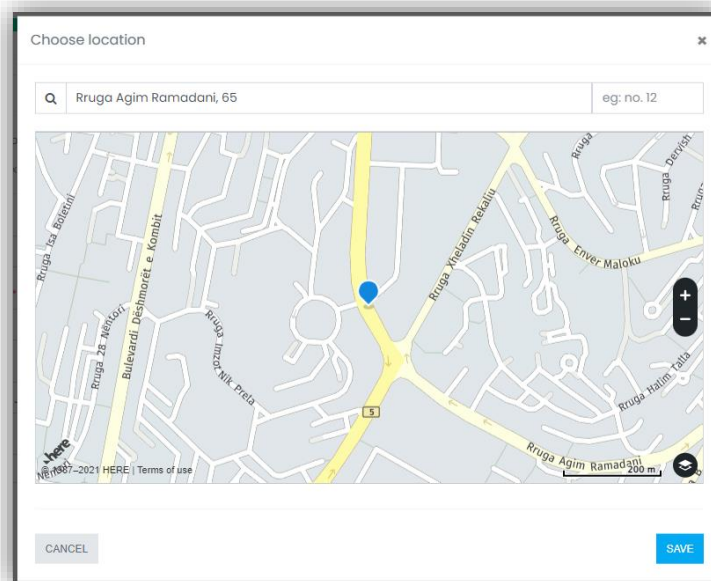 Choose location
×
Rruga Agim Ramadani, 65
eg: no. 12
Rruga Isa Boletini
Bulevardi Dëshmorët e Kombit
Rruga 28 Nëntori
Rruga Imzot Nik Prela
Rruga Xheladin Rekaliu
Rruga
Rruga Dervish
Rruga Enver Maloku
+
−
Rruga Halim Talla
5
Rruga Agim Ramadani
here
Nëntori
© 1987–2021 HERE | Terms of use
200 m
CANCEL
SAVE